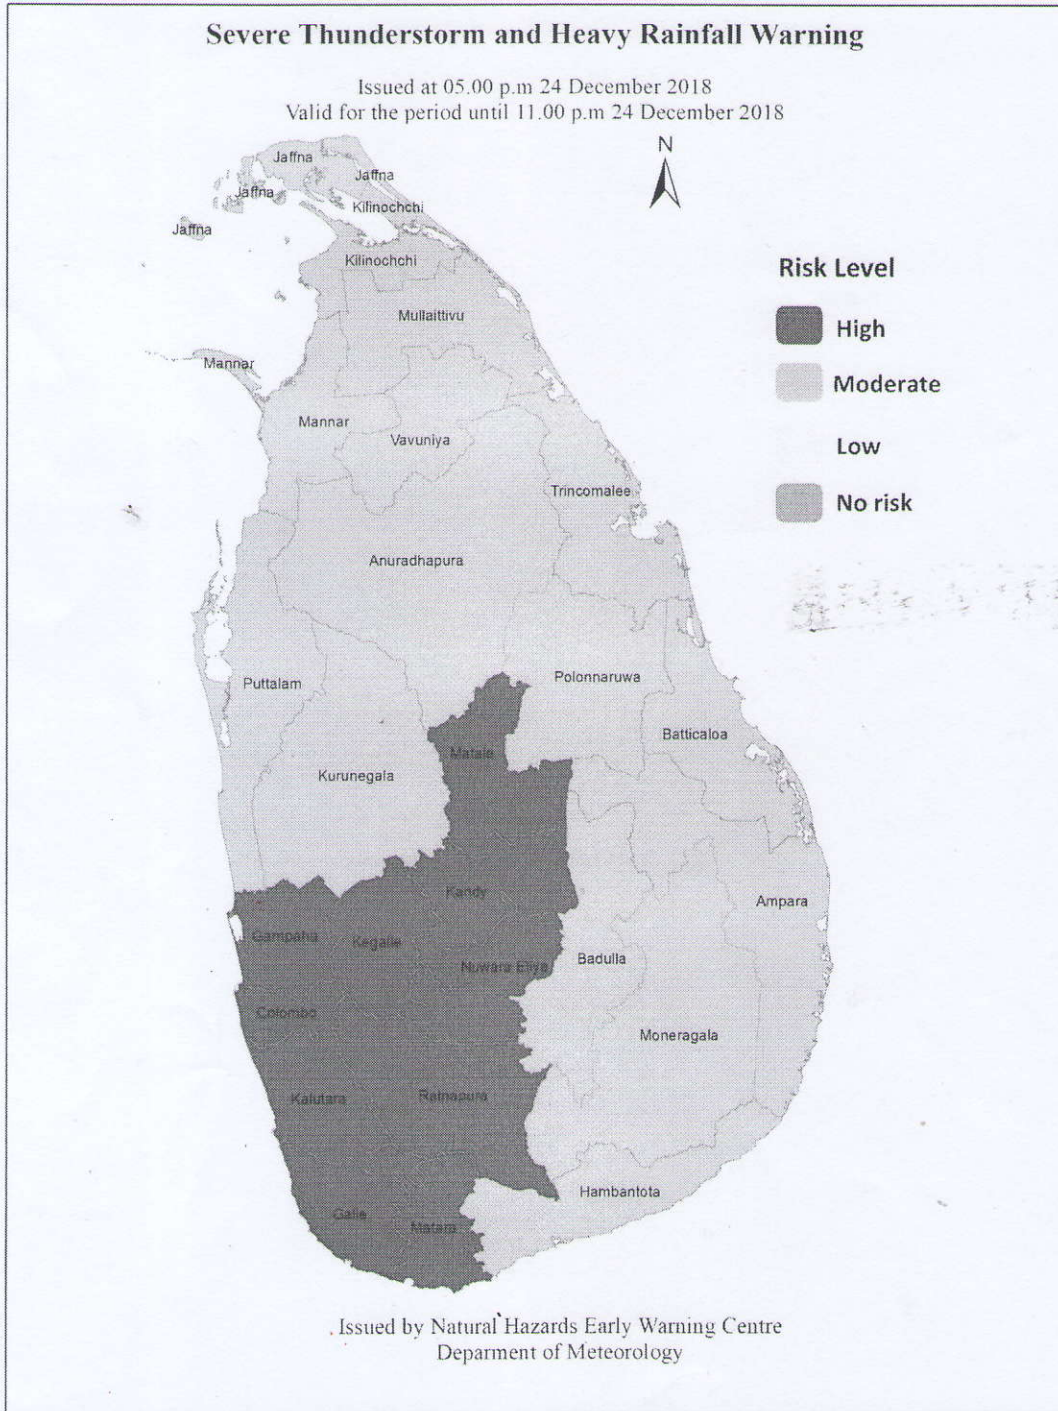 Severe Thunderstorm and Heavy Rainfall Warning
Issued at 05.00 p.m 24 December 2018
Valid for the period until 11.00 p.m 24 December 2018
N
Jaffna
Jaffna
Jaffna
Kilinochchi
Jaffna
Kilinochchi
Risk Level
Mullaittivu
High
Mannar
Moderate
Mannar
Vavuniya
Low
Trincomalee
No risk
Anuradhapura
Polonnaruwa
Puttalam
Batticaloa
Matale
Kurunegala
Kandy
Ampara
Gampaha
Kegalle
Badulla
Nuwara Eliya
Colombo
Moneragala
Kalutara
Ratnapura
Hambantota
Galle
Matara
Issued by Natural Hazards Early Warning Centre
Deparment of Meteorology